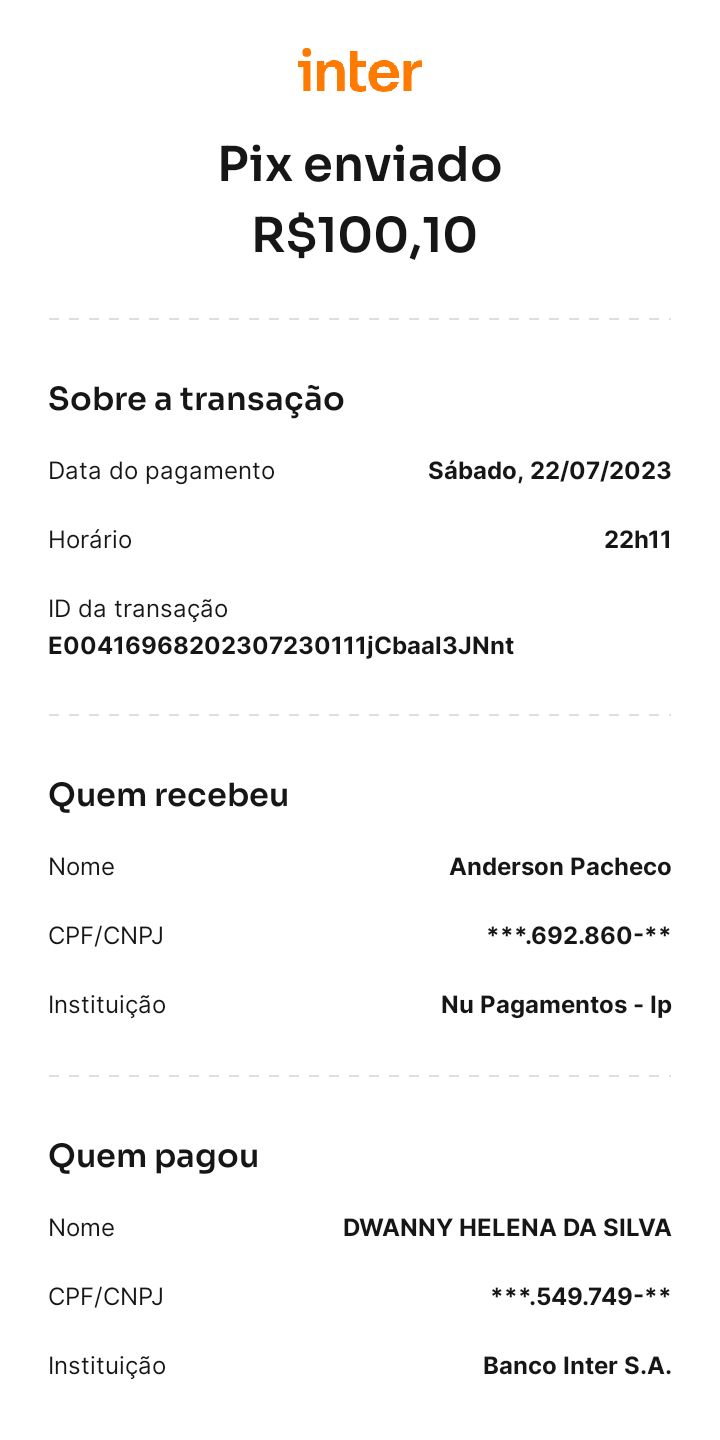 inter
Pix enviado
R$100,10
Sobre a transação
Data do pagamento Sábado, 22/07/2023
Horário 22h11
ID da transação
E00416968202307230111jCbaal3JNnt
Quem recebeu
Nome Anderson Pacheco
CPF/CNPJ ***.692.860-**
Instituição Nu Pagamentos - Ip
Quem pagou
Nome DWANNY HELENA DA SILVA
CPF/CNPJ ***.549.749-**
Instituição Banco Inter S.A.